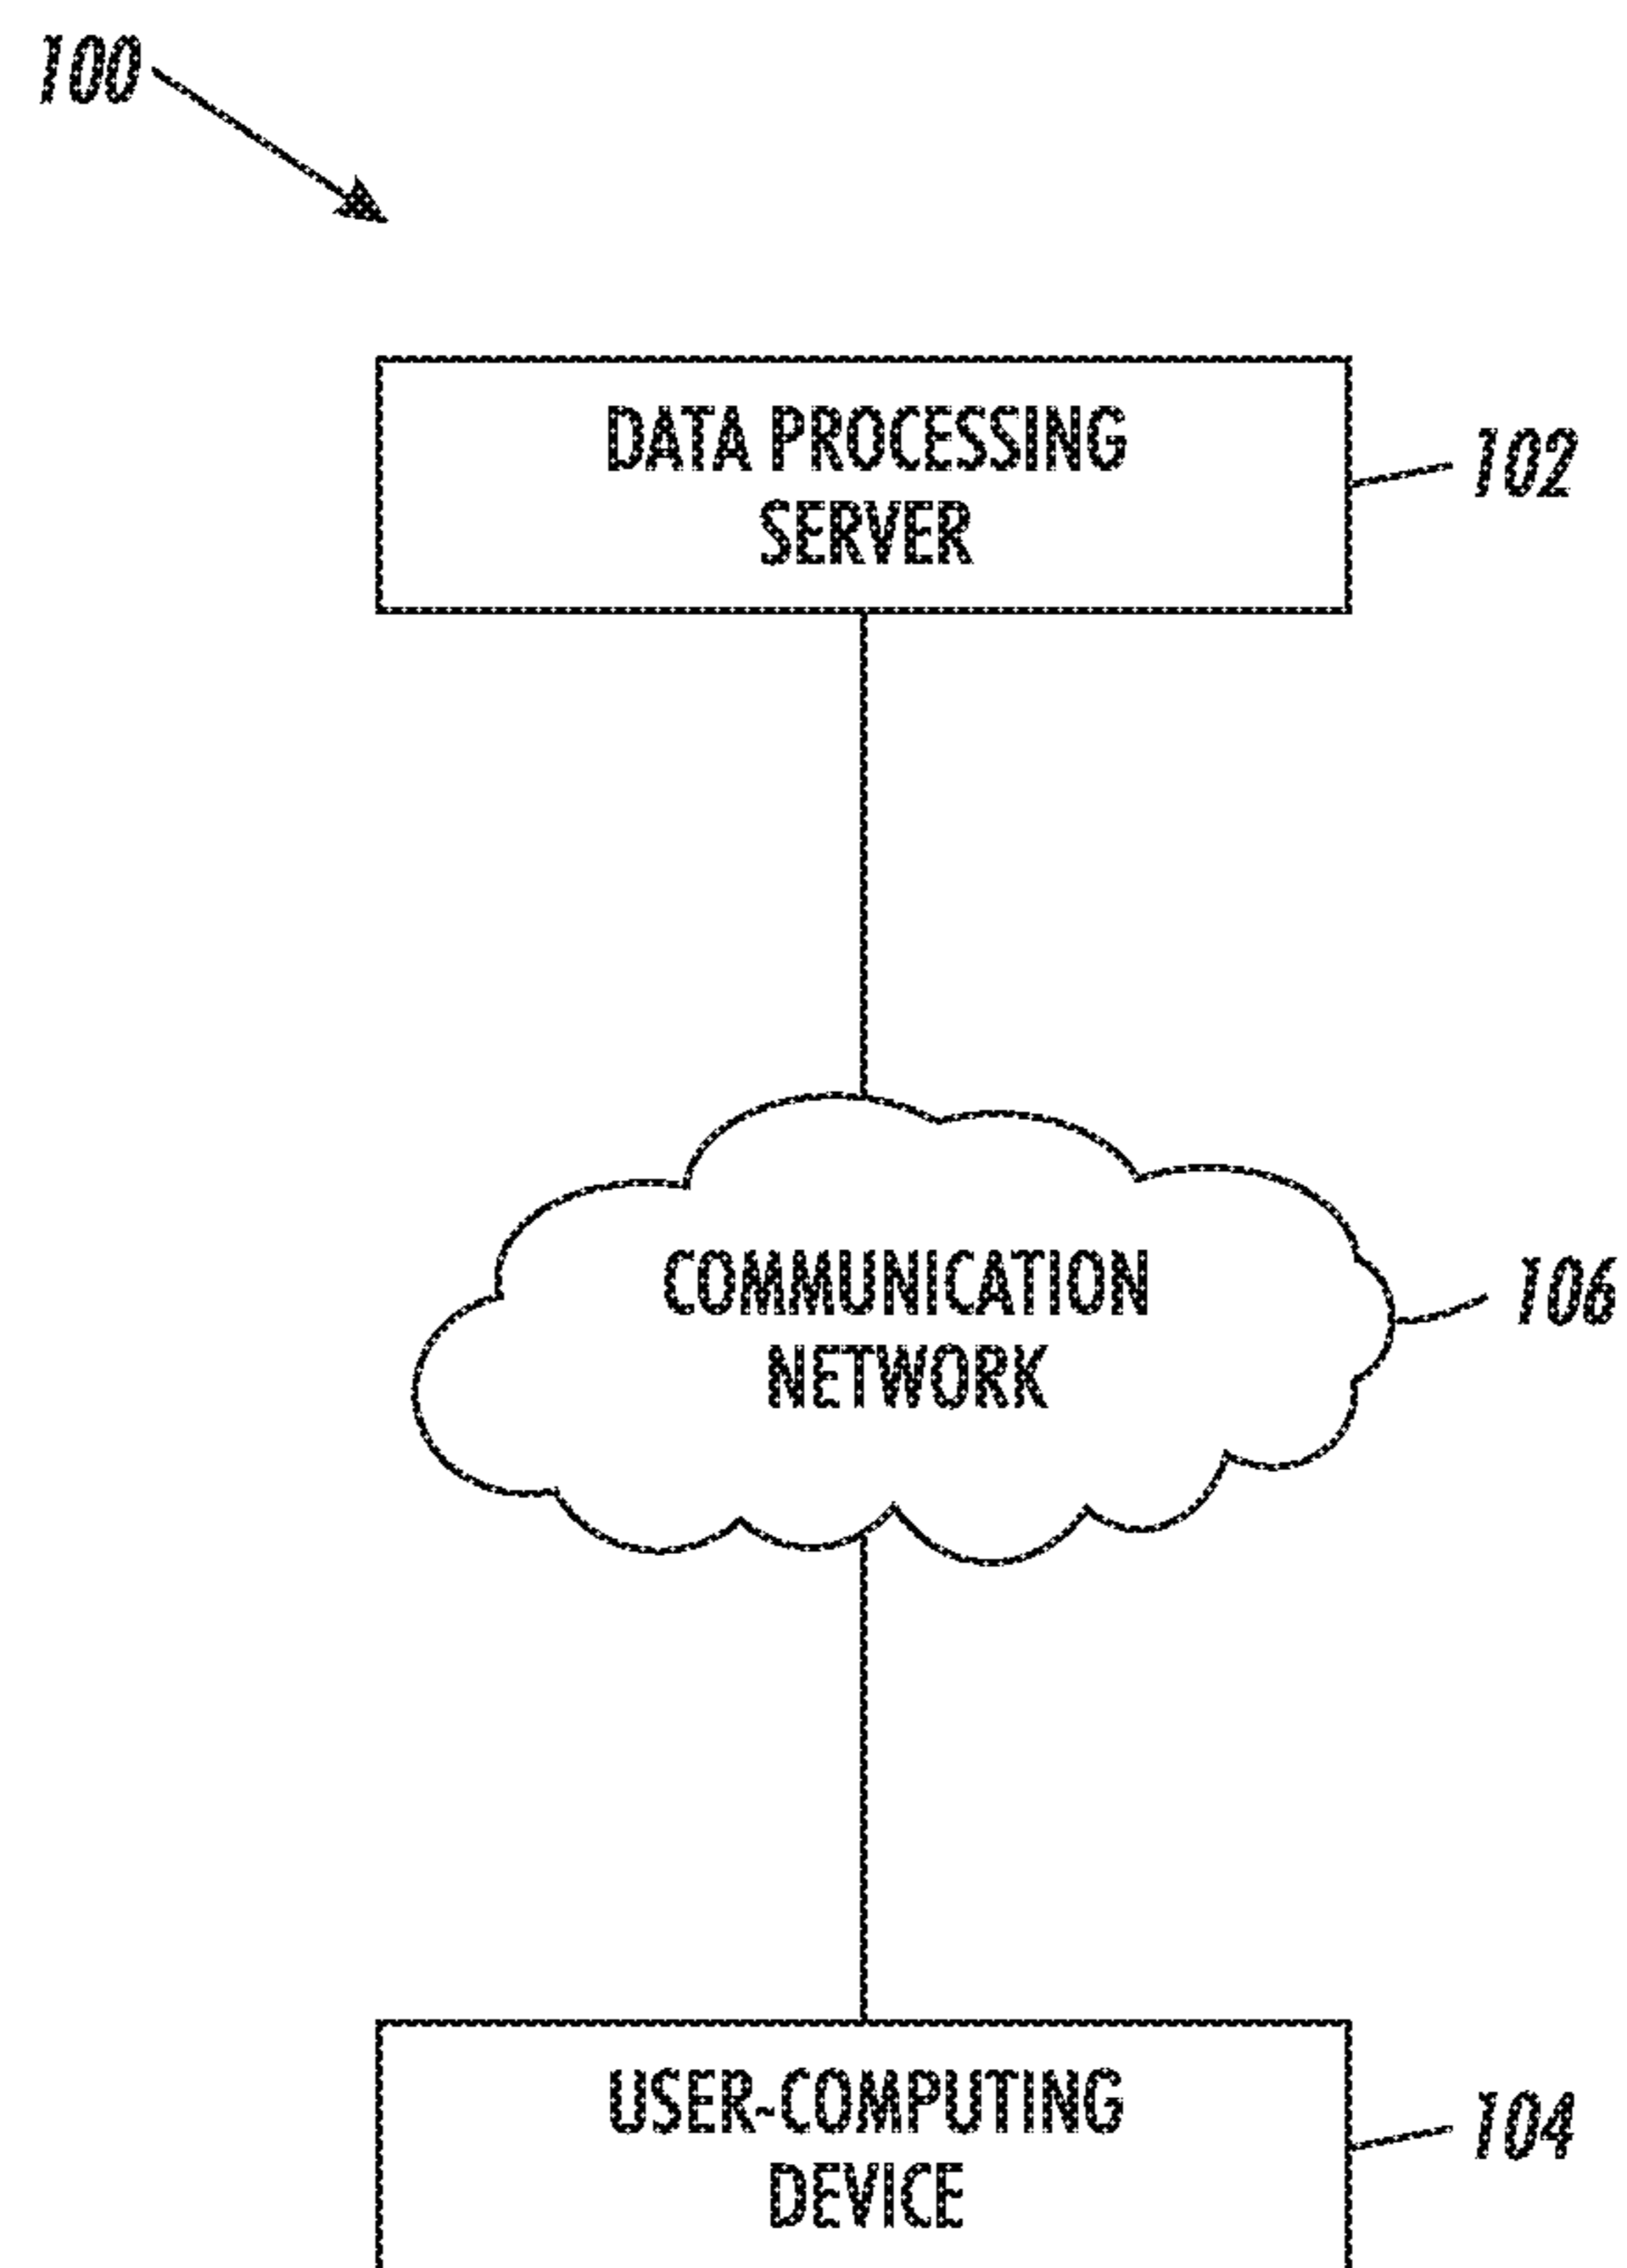 100
DATA PROCESSING
SERVER
102
COMMUNICATION
NETWORK
106
USER-COMPUTING
DEVICE
104